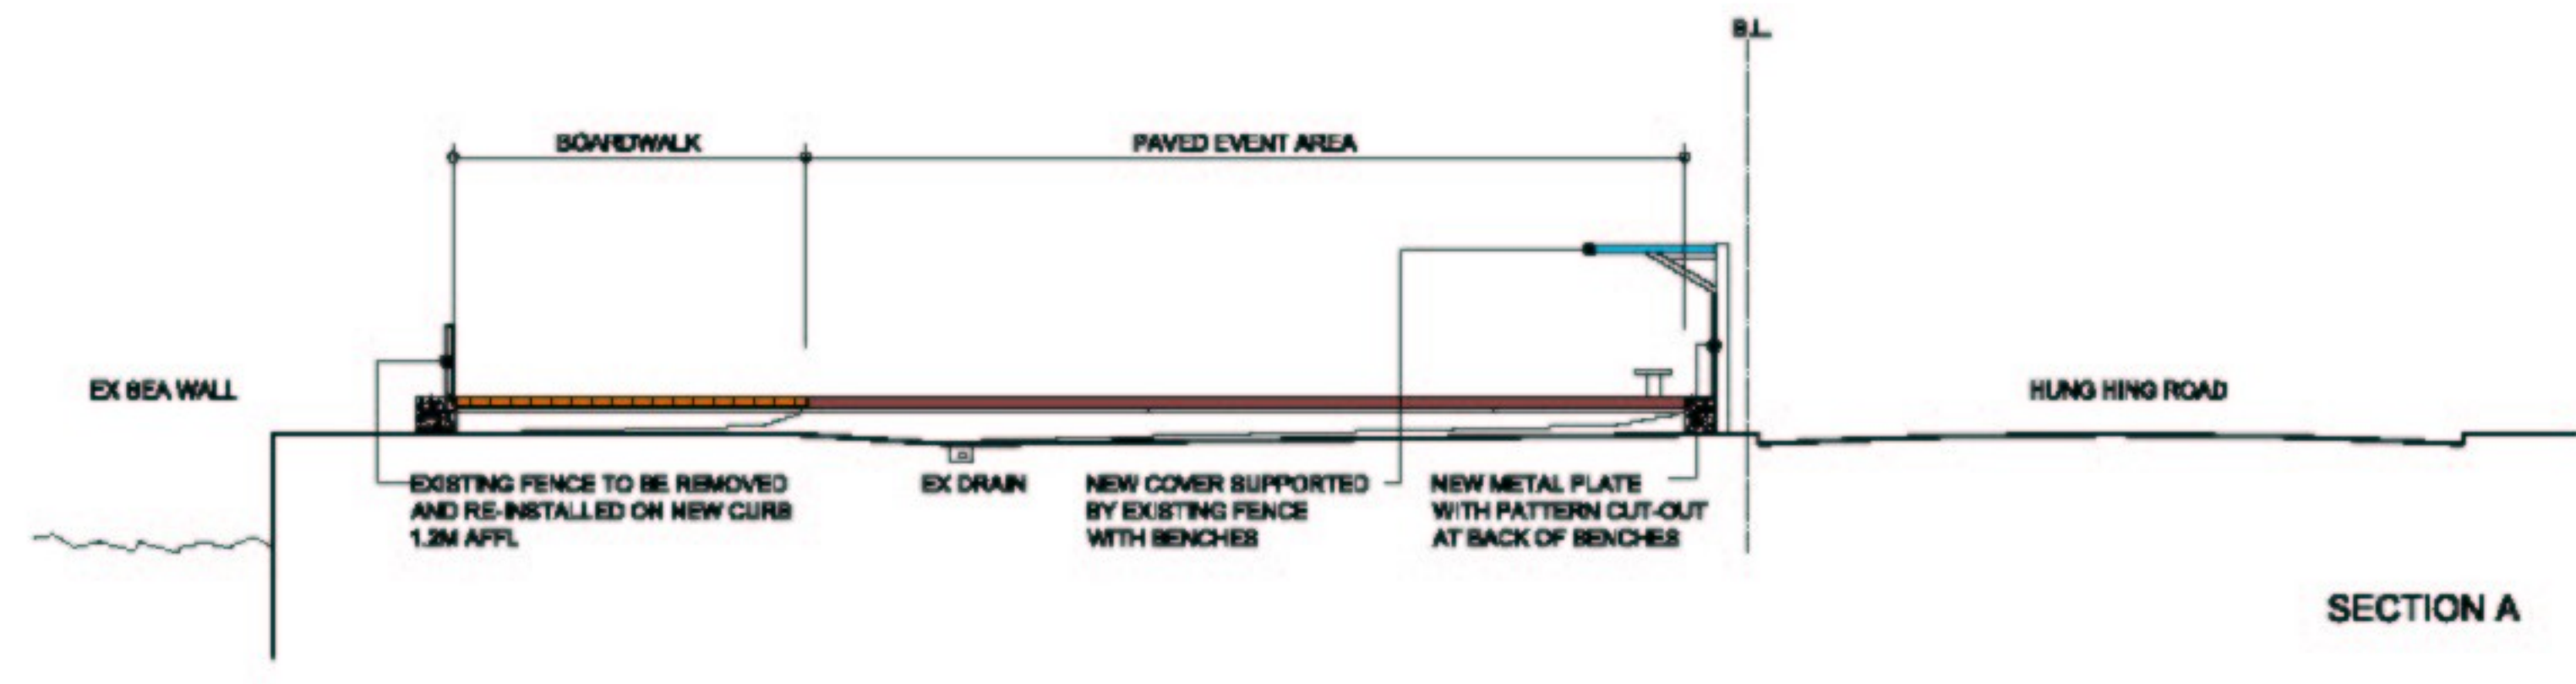 B.L.
BOARDWALK
PAVED EVENT AREA
EX SEA WALL
HUNG HING ROAD
EXISTING FENCE TO BE REMOVED
AND RE-INSTALLED ON NEW CURB
1.2M AFFL
EX DRAIN
NEW COVER SUPPORTED
BY EXISTING FENCE
WITH BENCHES
NEW METAL PLATE
WITH PATTERN CUT-OUT
AT BACK OF BENCHES
SECTION A